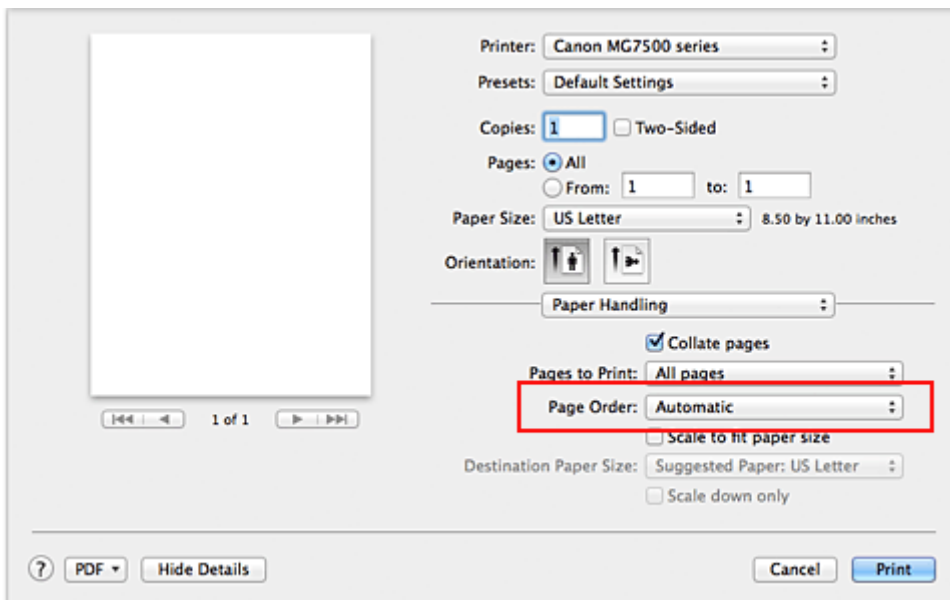 Printer: Canon MG7500 series
Presets: Default Settings
Copies: 1 Two-Sided
Pages: All
From: 1 to: 1
Paper Size: US Letter 8.50 by 11.00 inches
Orientation:
Paper Handling
Collate pages
Pages to Print: All pages
Page Order: Automatic
1 of 1
Scale to fit paper size
Destination Paper Size: Suggested Paper: US Letter
Scale down only
? PDF Hide Details Cancel Print